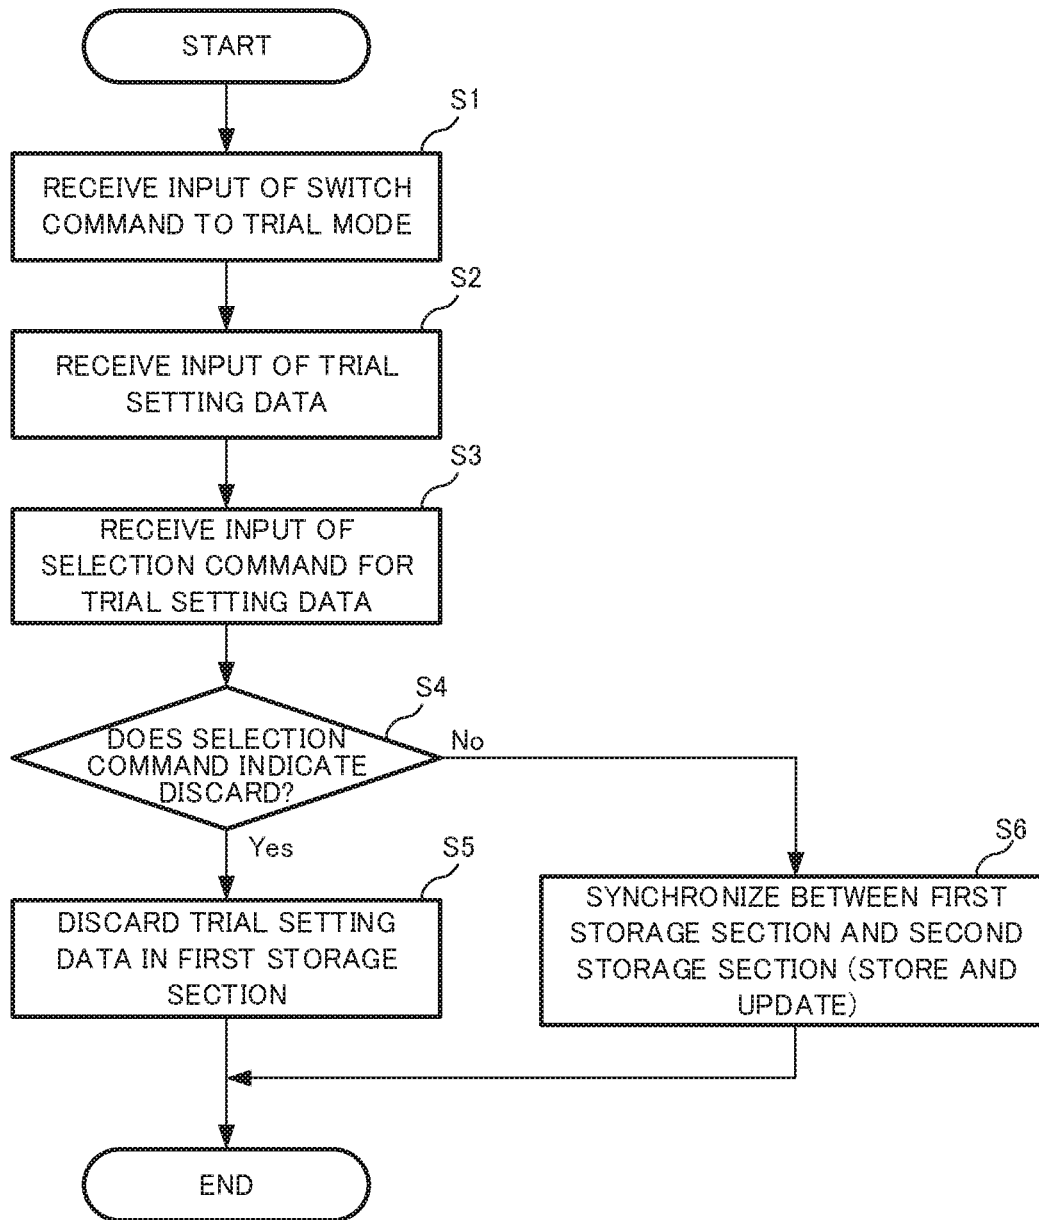 START
S1
RECEIVE INPUT OF SWITCH
COMMAND TO TRIAL MODE
S2
RECEIVE INPUT OF TRIAL
SETTING DATA
S3
RECEIVE INPUT OF
SELECTION COMMAND FOR
TRIAL SETTING DATA
S4
DOES SELECTION
COMMAND INDICATE
DISCARD?
No
Yes
S5
DISCARD TRIAL SETTING
DATA IN FIRST STORAGE
SECTION
S6
SYNCHRONIZE BETWEEN FIRST
STORAGE SECTION AND SECOND
STORAGE SECTION (STORE AND
UPDATE)
END